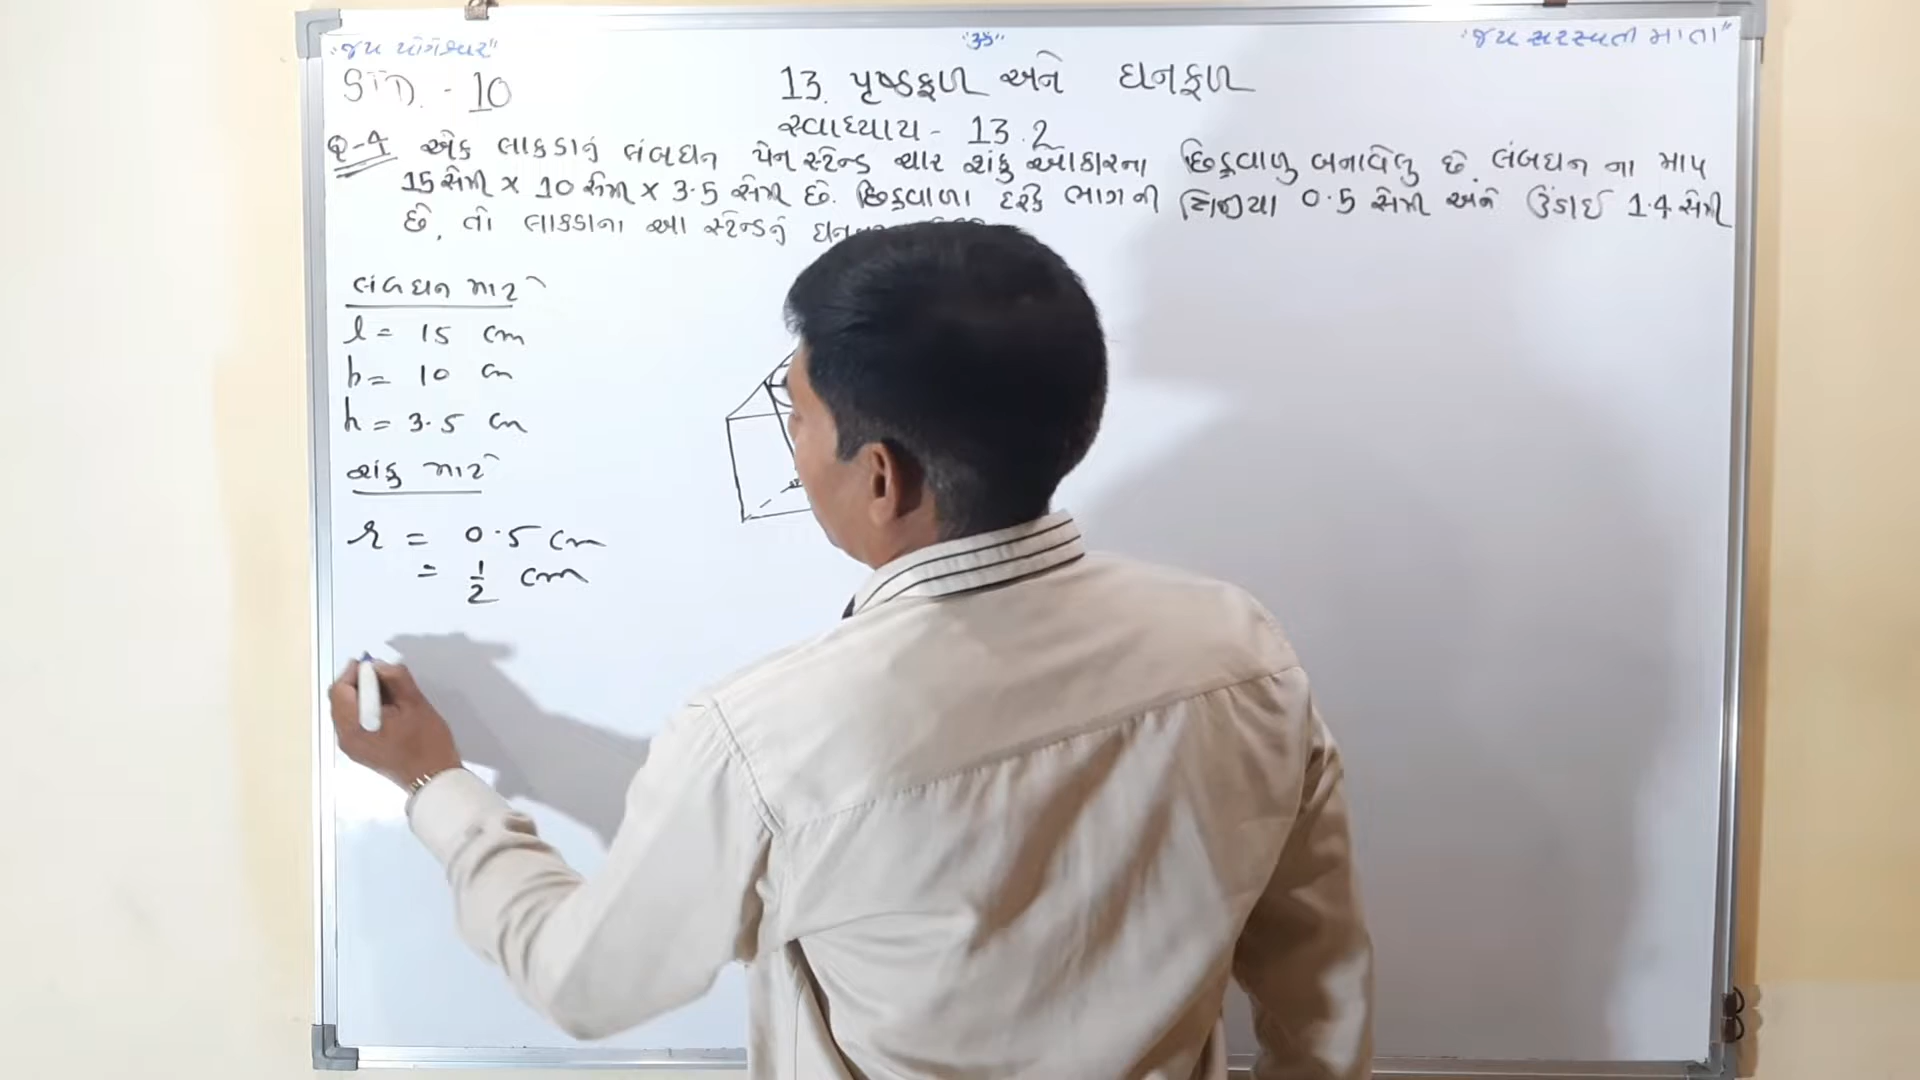 "જય યોગેશ્વર"
"ૐ"
"જય સરસ્વતી માતા"
STD. - 10
13. પૃષ્ઠફળ અને ઘનફળ
સ્વાધ્યાય - 13.2
Q-4 એક લાકડાનું લંબઘન પેન સ્ટેન્ડ ચાર શંકુ આકારના છિદ્રવાળુ બનાવેલુ છે. લંબઘન ના માપ
15 સેમી x 10 સેમી x 3.5 સેમી છે. છિદ્રવાળા દરેક ભાગ ની ત્રિજ્યા 0.5 સેમી અને ઉંડાઈ 1.4 સેમી
છે, તો લાકડાના આ સ્ટેન્ડનું
લંબઘન માટે
l = 15 cm
b = 10 cm
h = 3.5 cm
શંકુ માટે
r = 0.5 cm
= 1/2 cm